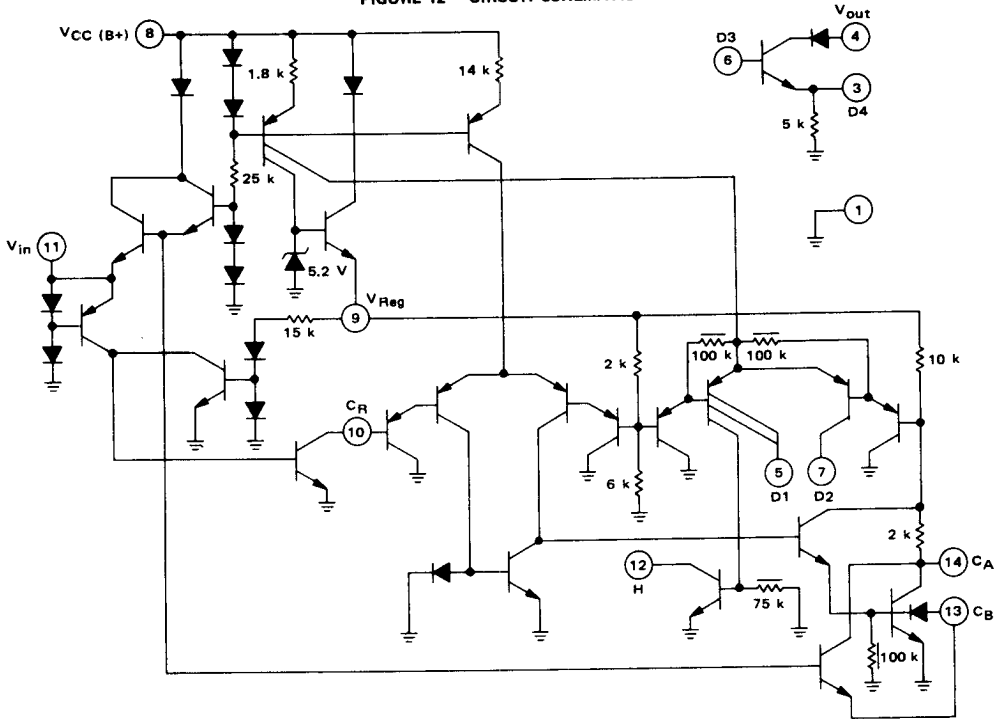 FIGURE 12
VCC (B+) 8
Vout
4
D3
6
3
D4
5 k
1.8 k
14 k
25 k
1
Vin 11
5.2 V
VReg
9
15 k
2 k
100 k
100 k
10 k
CR
10
6 k
5
D1
7
D2
2 k
14 CA
12
H
13 CB
75 k
100 k